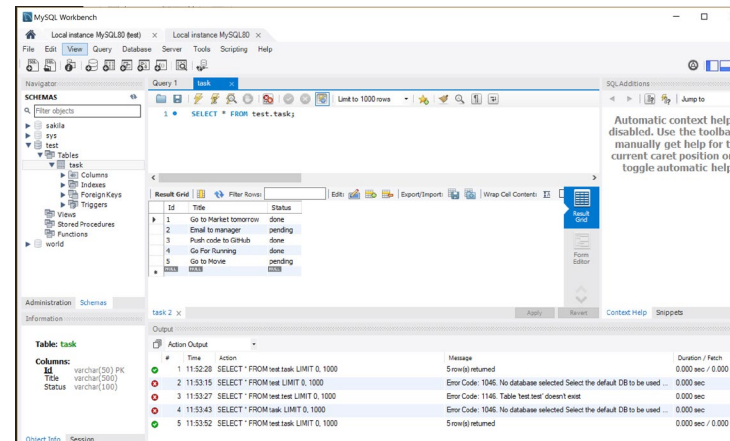 MySQL Workbench
Local instance MySQL80 (test) × Local instance MySQL80 ×
File Edit View Query Database Server Tools Scripting Help
Navigator
SCHEMAS
Filter objects
sakila
sys
test
Tables
task
Columns
Indexes
Foreign Keys
Triggers
Views
Stored Procedures
Functions
world
Administration Schemas
Information
Table: task
Columns:
Id varchar(50) PK
Title varchar(500)
Status varchar(100)
Object Info Session
Query 1 task ×
Limit to 1000 rows
1 SELECT * FROM test.task;
Result Grid Filter Rows: Edit: Export/Import: Wrap Cell Content:
Id Title Status
1 Go to Market tomorrow done
2 Email to manager pending
3 Push code to GitHub done
4 Go For Running done
5 Go to Movie pending
NULL NULL NULL
Result
Grid
Form
Editor
task 2 × Apply Revert
SQLAdditions
Jump to
Automatic context help
disabled. Use the toolba
manually get help for t
current caret position o
toggle automatic help
Context Help Snippets
Output
Action Output
# Time Action Message Duration / Fetch
1 11:52:28 SELECT * FROM test.task LIMIT 0, 1000 5 row(s) returned 0.000 sec / 0.000
2 11:53:15 SELECT * FROM test LIMIT 0, 1000 Error Code: 1046. No database selected Select the default DB to be used ... 0.000 sec
3 11:53:27 SELECT * FROM test.test LIMIT 0, 1000 Error Code: 1146. Table 'test.test' doesn't exist 0.000 sec
4 11:53:43 SELECT * FROM task LIMIT 0, 1000 Error Code: 1046. No database selected Select the default DB to be used ... 0.000 sec
5 11:53:52 SELECT * FROM test.task LIMIT 0, 1000 5 row(s) returned 0.000 sec / 0.000